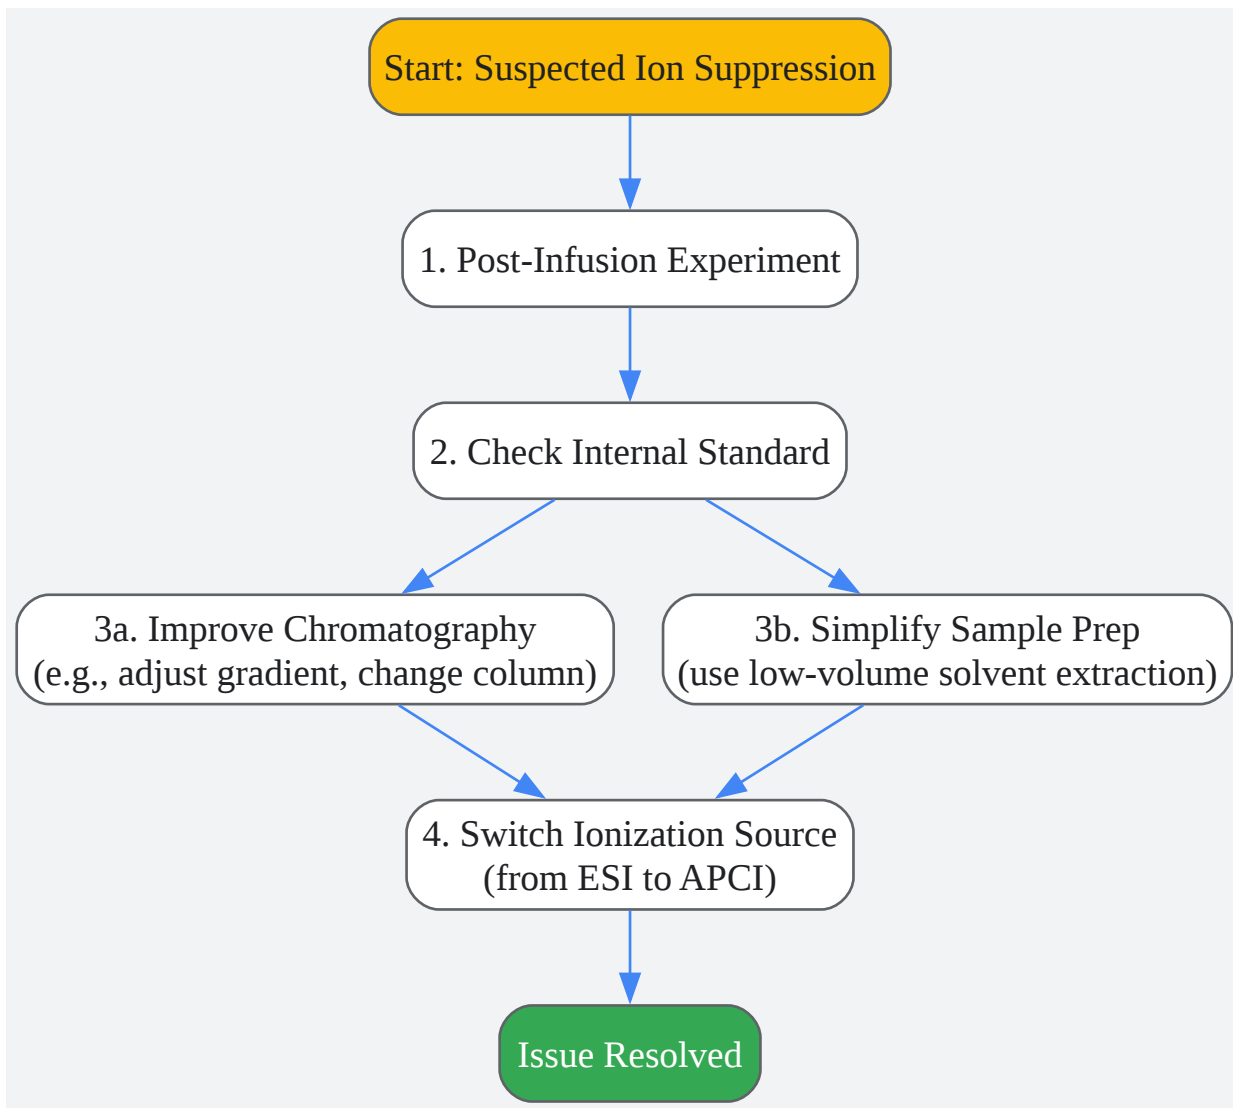 Start: Suspected Ion Suppression
1. Post-Infusion Experiment
2. Check Internal Standard
3a. Improve Chromatography
(e.g., adjust gradient, change column)
3b. Simplify Sample Prep
(use low-volume solvent extraction)
4. Switch Ionization Source
(from ESI to APCI)
Issue Resolved